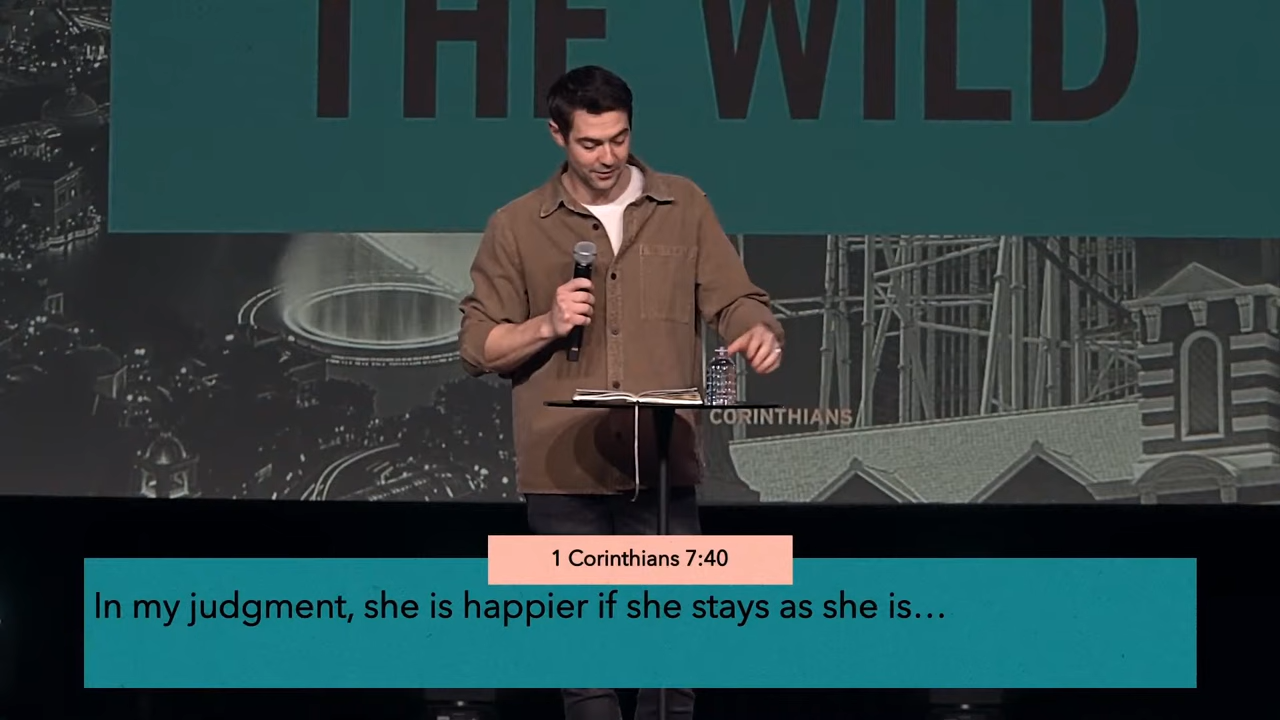 THE WILD
CORINTHIANS
1 Corinthians 7:40
In my judgment, she is happier if she stays as she is...